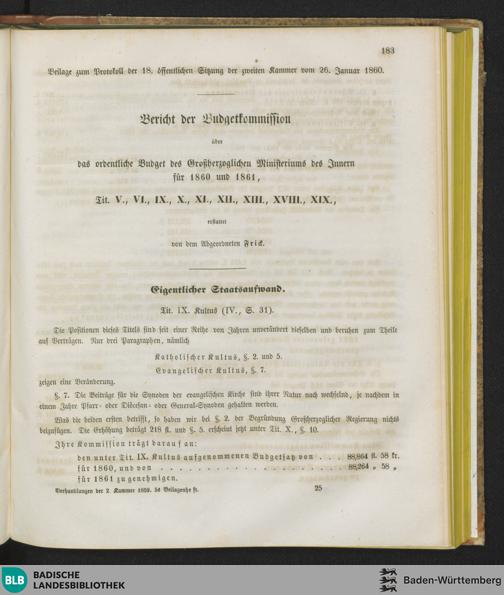 183
Beilage zum Protokoll der 18. öffentlichen Sitzung der zweiten Kammer vom 26. Januar 1860.
Bericht der Budgetkommission
über
das ordentliche Budget des Großherzoglichen Ministeriums des Innern
für 1860 und 1861,
Tit. V., VI., IX., X., XI., XII., XIII., XVIII., XIX.,
erstattet
von dem Abgeordneten Frick.
Eigentlicher Staatsaufwand.
Tit. IX. Kultus (IV., S. 31).
Die Positionen dieses Titels sind seit einer Reihe von Jahren unverändert dieselben und beruhen zum Theile
auf Verträgen. Nur drei Paragraphen, nämlich
Katholischer Kultus, §. 2. und 5.
Evangelischer Kultus, §. 7.
zeigen eine Veränderung.
§. 7. Die Beiträge für die Synoden der evangelischen Kirche sind ihrer Natur nach wechselnd, je nachdem in
einem Jahre Pfarr- oder Diöcesan- oder General-Synoden gehalten werden.
Was die beiden ersten betrifft, so haben wir bei §. 2. der Begründung Großherzoglicher Regierung nichts
beizufügen. Die Erhöhung beträgt 218 fl. und §. 5. erscheint jetzt unter Tit. X., §. 10.
Ihre Kommission trägt darauf an:
den unter Tit. IX. Kultus aufgenommenen Budgetsatz von . . . 88,864 fl. 58 kr.
für 1860, und von . . . . . . . . . . . . . . . . 88,264 „ 58 „
für 1861 zu genehmigen.
Verhandlungen der 2. Kammer 1859. 5s Beilagenheft. 25
BLB BADISCHE
LANDESBIBLIOTHEK
Baden-Württemberg